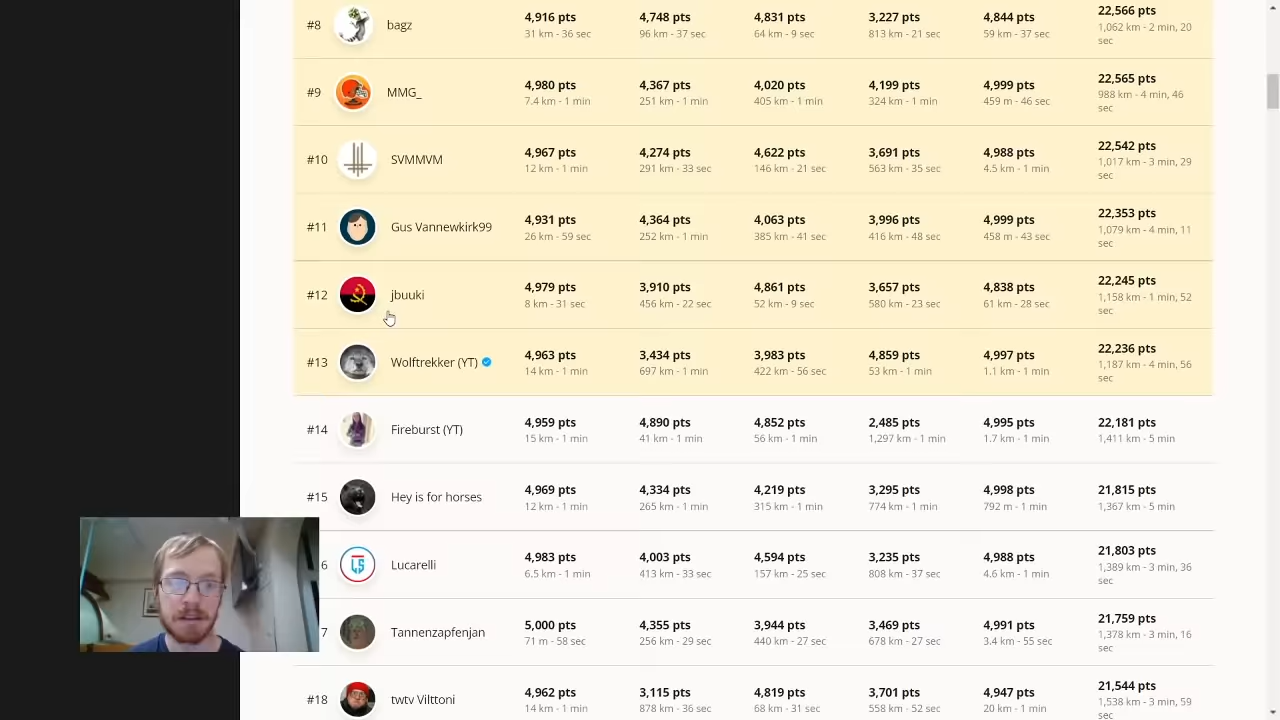 #8 bagz 4,916 pts 4,748 pts 4,831 pts 3,227 pts 4,844 pts 22,566 pts
31 km - 36 sec 96 km - 37 sec 64 km - 9 sec 813 km - 21 sec 59 km - 37 sec 1,062 km - 2 min, 20 sec
#9 MMG_ 4,980 pts 4,367 pts 4,020 pts 4,199 pts 4,999 pts 22,565 pts
7.4 km - 1 min 251 km - 1 min 405 km - 1 min 324 km - 1 min 459 m - 46 sec 988 km - 4 min, 46 sec
#10 SVMMVM 4,967 pts 4,274 pts 4,622 pts 3,691 pts 4,988 pts 22,542 pts
12 km - 1 min 291 km - 33 sec 146 km - 21 sec 563 km - 35 sec 4.5 km - 1 min 1,017 km - 3 min, 29 sec
#11 Gus Vannewkirk99 4,931 pts 4,364 pts 4,063 pts 3,996 pts 4,999 pts 22,353 pts
26 km - 59 sec 252 km - 1 min 385 km - 41 sec 416 km - 48 sec 458 m - 43 sec 1,079 km - 4 min, 11 sec
#12 jbuuki 4,979 pts 3,910 pts 4,861 pts 3,657 pts 4,838 pts 22,245 pts
8 km - 31 sec 456 km - 22 sec 52 km - 9 sec 580 km - 23 sec 61 km - 28 sec 1,158 km - 1 min, 52 sec
#13 Wolftrekker (YT) 4,963 pts 3,434 pts 3,983 pts 4,859 pts 4,997 pts 22,236 pts
14 km - 1 min 697 km - 1 min 422 km - 56 sec 53 km - 1 min 1.1 km - 1 min 1,187 km - 4 min, 56 sec
#14 Fireburst (YT) 4,959 pts 4,890 pts 4,852 pts 2,485 pts 4,995 pts 22,181 pts
15 km - 1 min 41 km - 1 min 56 km - 1 min 1,297 km - 1 min 1.7 km - 1 min 1,411 km - 5 min
#15 Hey is for horses 4,969 pts 4,334 pts 4,219 pts 3,295 pts 4,998 pts 21,815 pts
12 km - 1 min 265 km - 1 min 315 km - 1 min 774 km - 1 min 792 m - 1 min 1,367 km - 5 min
6 Lucarelli 4,983 pts 4,003 pts 4,594 pts 3,235 pts 4,988 pts 21,803 pts
6.5 km - 1 min 413 km - 33 sec 157 km - 25 sec 808 km - 37 sec 4.6 km - 1 min 1,389 km - 3 min, 36 sec
7 Tannenzapfenjan 5,000 pts 4,355 pts 3,944 pts 3,469 pts 4,991 pts 21,759 pts
71 m - 58 sec 256 km - 29 sec 440 km - 27 sec 678 km - 27 sec 3.4 km - 55 sec 1,378 km - 3 min, 16 sec
#18 twtv Vilttoni 4,962 pts 3,115 pts 4,819 pts 3,701 pts 4,947 pts 21,544 pts
14 km - 1 min 878 km - 36 sec 68 km - 31 sec 558 km - 52 sec 20 km - 1 min 1,538 km - 3 min, 59 sec